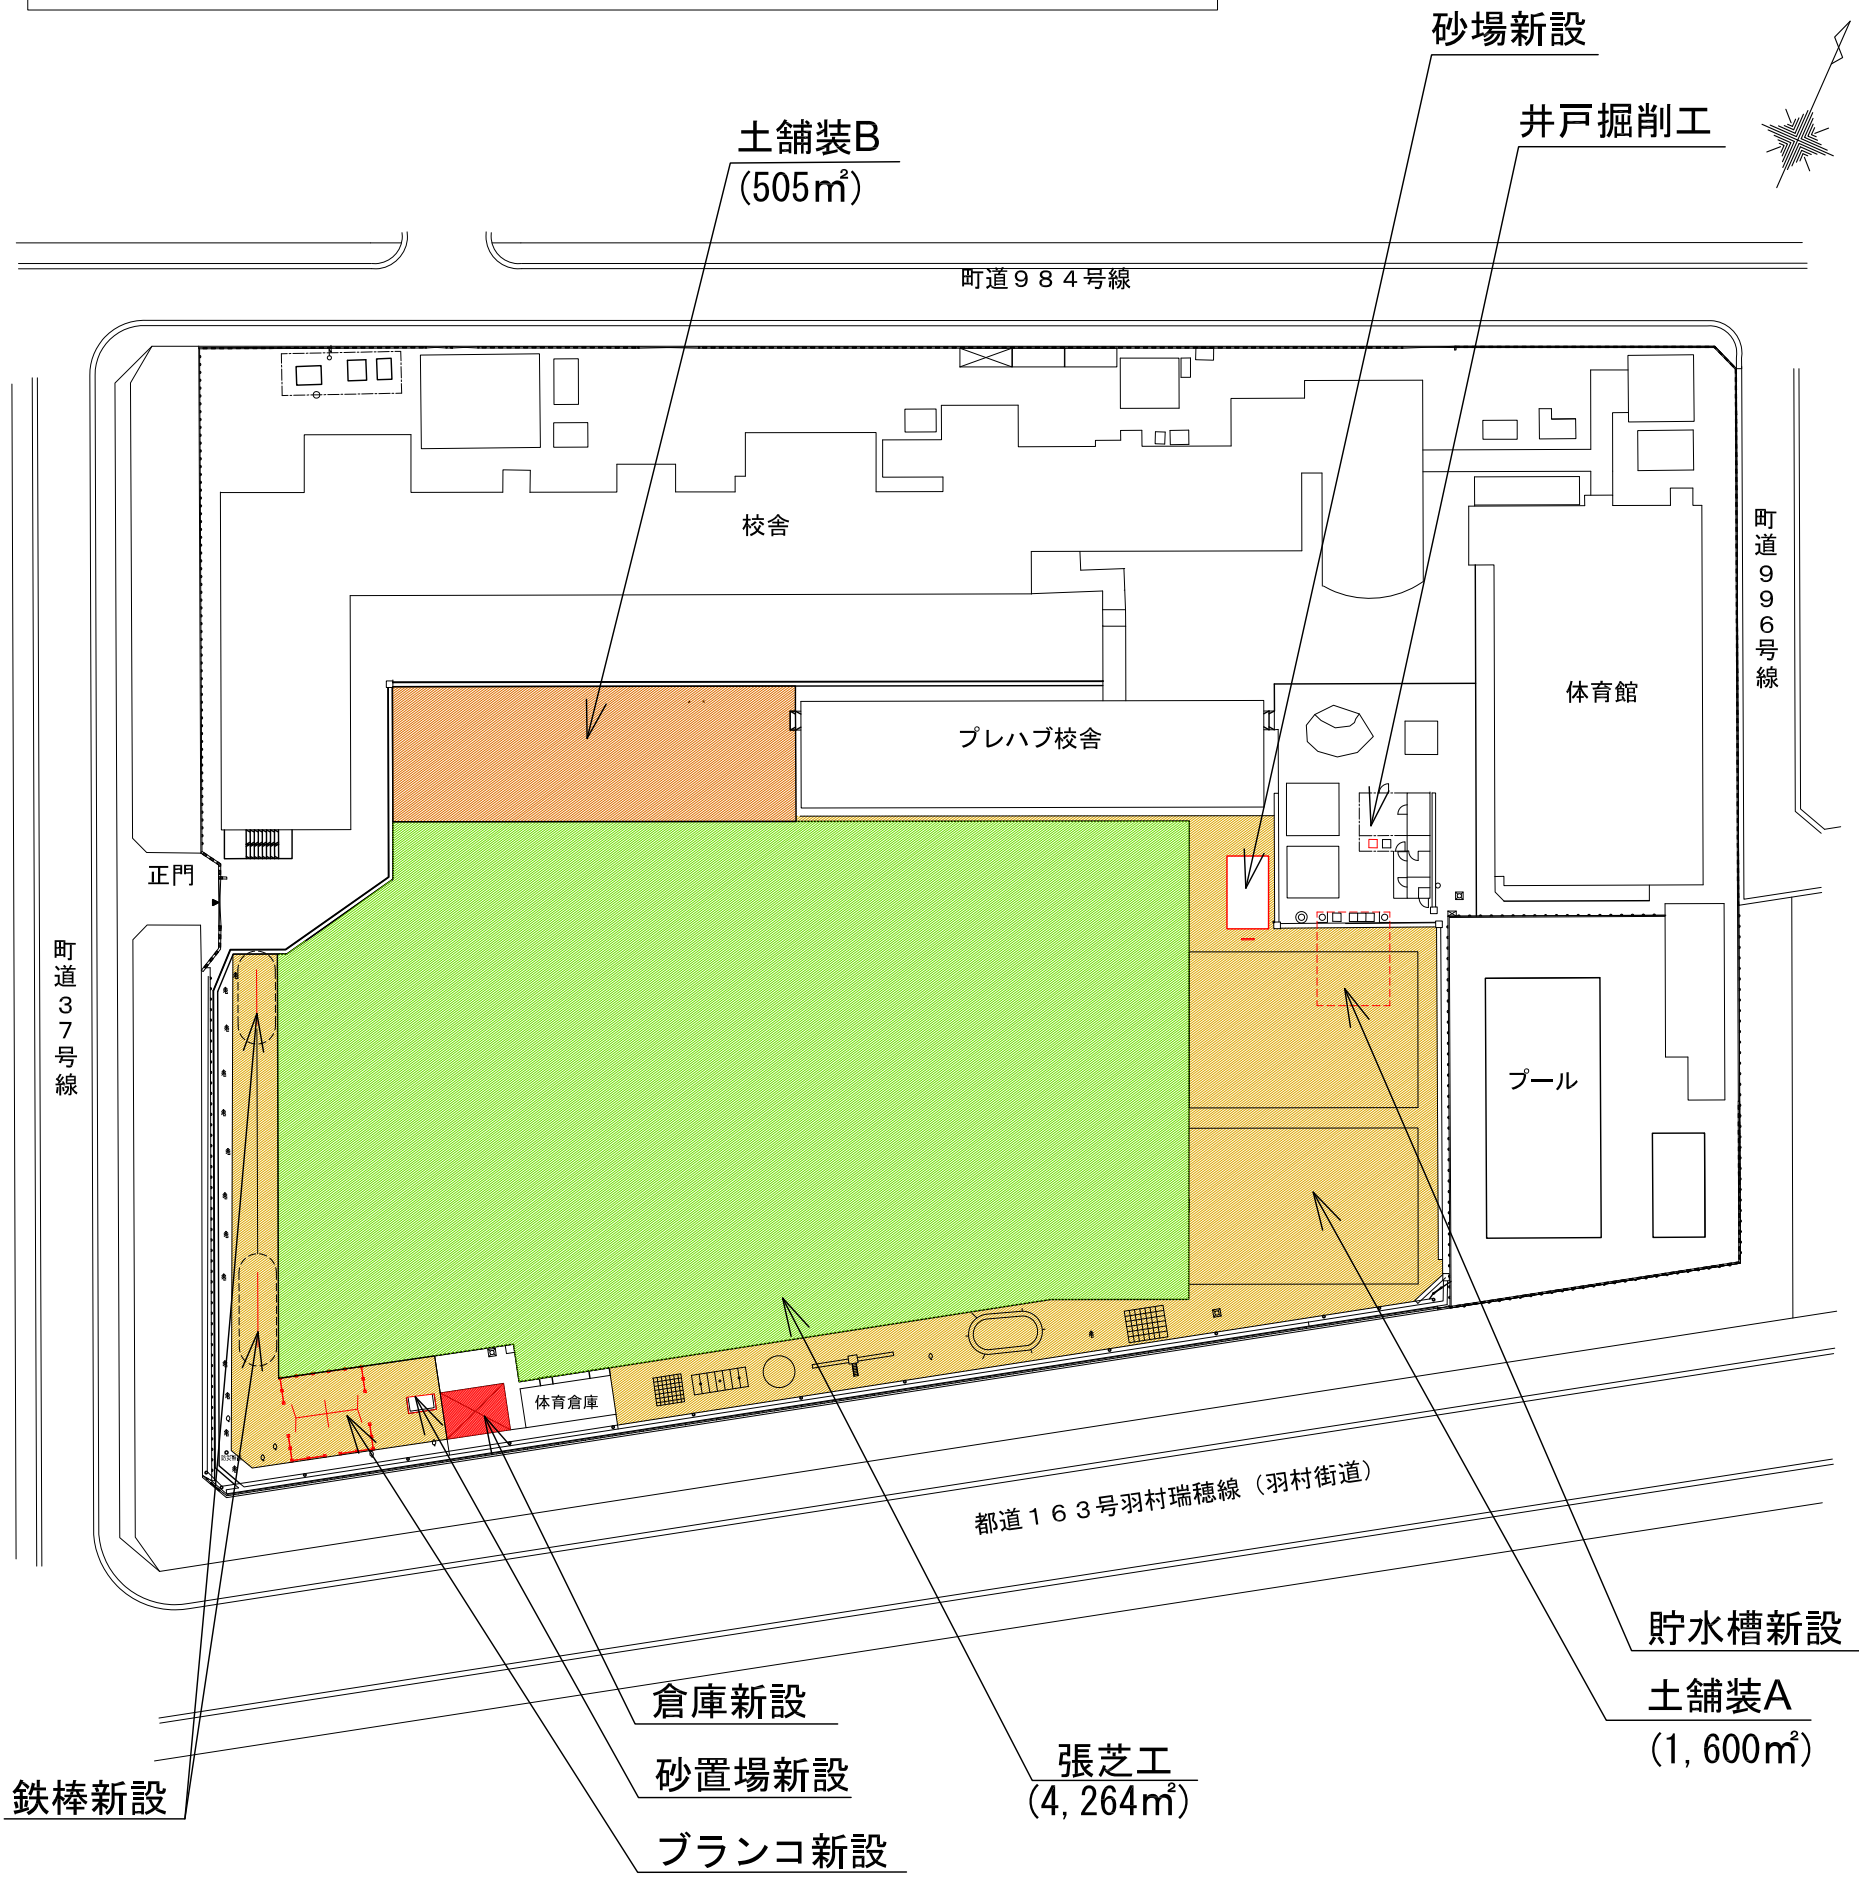 砂場新設
井戸掘削工
土舗装B
(505㎡)
町道９８４号線
校舎
町道９９６号線
体育館
プレハブ校舎
正門
町道３７号線
プール
体育倉庫
都道１６３号羽村瑞穂線（羽村街道）
貯水槽新設
土舗装A
(1,600㎡)
倉庫新設
砂置場新設
張芝工
(4,264㎡)
鉄棒新設
ブランコ新設